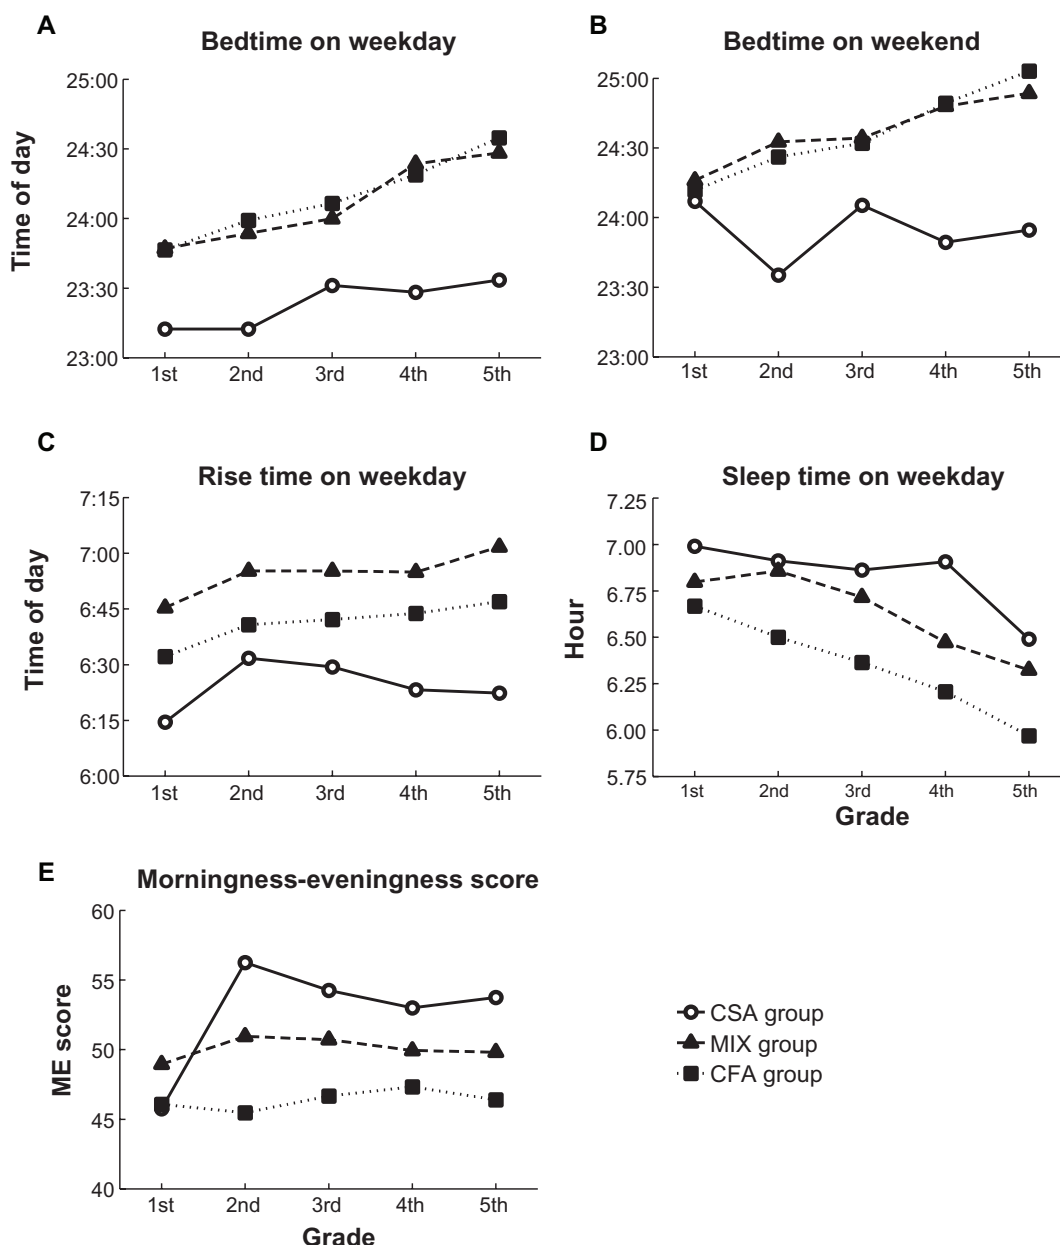 A
Bedtime on weekday
25:00
24:30
24:00
23:30
23:00
Time of day
1st 2nd 3rd 4th 5th
B
Bedtime on weekend
25:00
24:30
24:00
23:30
23:00
1st 2nd 3rd 4th 5th
C
Rise time on weekday
7:15
7:00
6:45
6:30
6:15
6:00
Time of day
1st 2nd 3rd 4th 5th
D
Sleep time on weekday
7.25
7.00
6.75
6.50
6.25
6.00
5.75
Hour
1st 2nd 3rd 4th 5th
Grade
E
Morningness-eveningness score
60
55
50
45
40
ME score
1st 2nd 3rd 4th 5th
Grade
CSA group
MIX group
CFA group